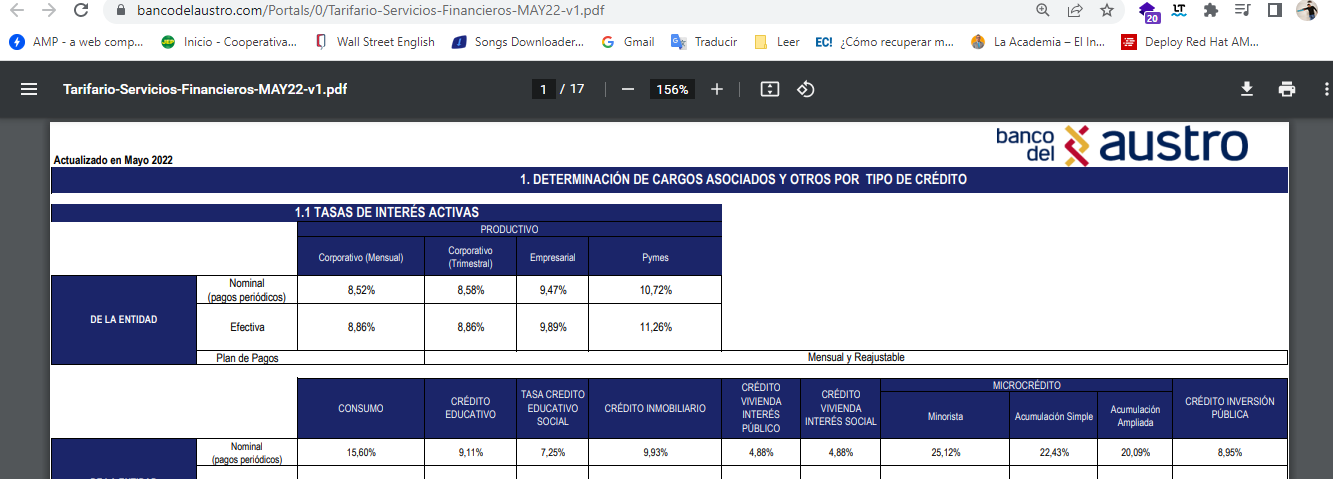 bancodelaustro.com/Portals/0/Tarifario-Servicios-Financieros-MAY22-v1.pdf
20
AMP - a web comp...
Inicio - Cooperativa...
Wall Street English
Songs Downloader...
Gmail
Traducir
Leer
EC! ¿Cómo recuperar m...
La Academia – El In...
Deploy Red Hat AM...
Tarifario-Servicios-Financieros-MAY22-v1.pdf
1 / 17
156%
banco del austro
Actualizado en Mayo 2022
1. DETERMINACIÓN DE CARGOS ASOCIADOS Y OTROS POR TIPO DE CRÉDITO
1.1 TASAS DE INTERÉS ACTIVAS
PRODUCTIVO
Corporativo (Mensual) Corporativo (Trimestral) Empresarial Pymes
DE LA ENTIDAD
Nominal (pagos periódicos) 8,52% 8,58% 9,47% 10,72%
Efectiva 8,86% 8,86% 9,89% 11,26%
Plan de Pagos Mensual y Reajustable
CONSUMO
CRÉDITO EDUCATIVO
TASA CREDITO EDUCATIVO SOCIAL
CRÉDITO INMOBILIARIO
CRÉDITO VIVIENDA INTERÉS PÚBLICO
CRÉDITO VIVIENDA INTERÉS SOCIAL
MICROCRÉDITO
Minorista Acumulación Simple Acumulación Ampliada
CRÉDITO INVERSIÓN PÚBLICA
Nominal (pagos periódicos) 15,60% 9,11% 7,25% 9,93% 4,88% 4,88% 25,12% 22,43% 20,09% 8,95%